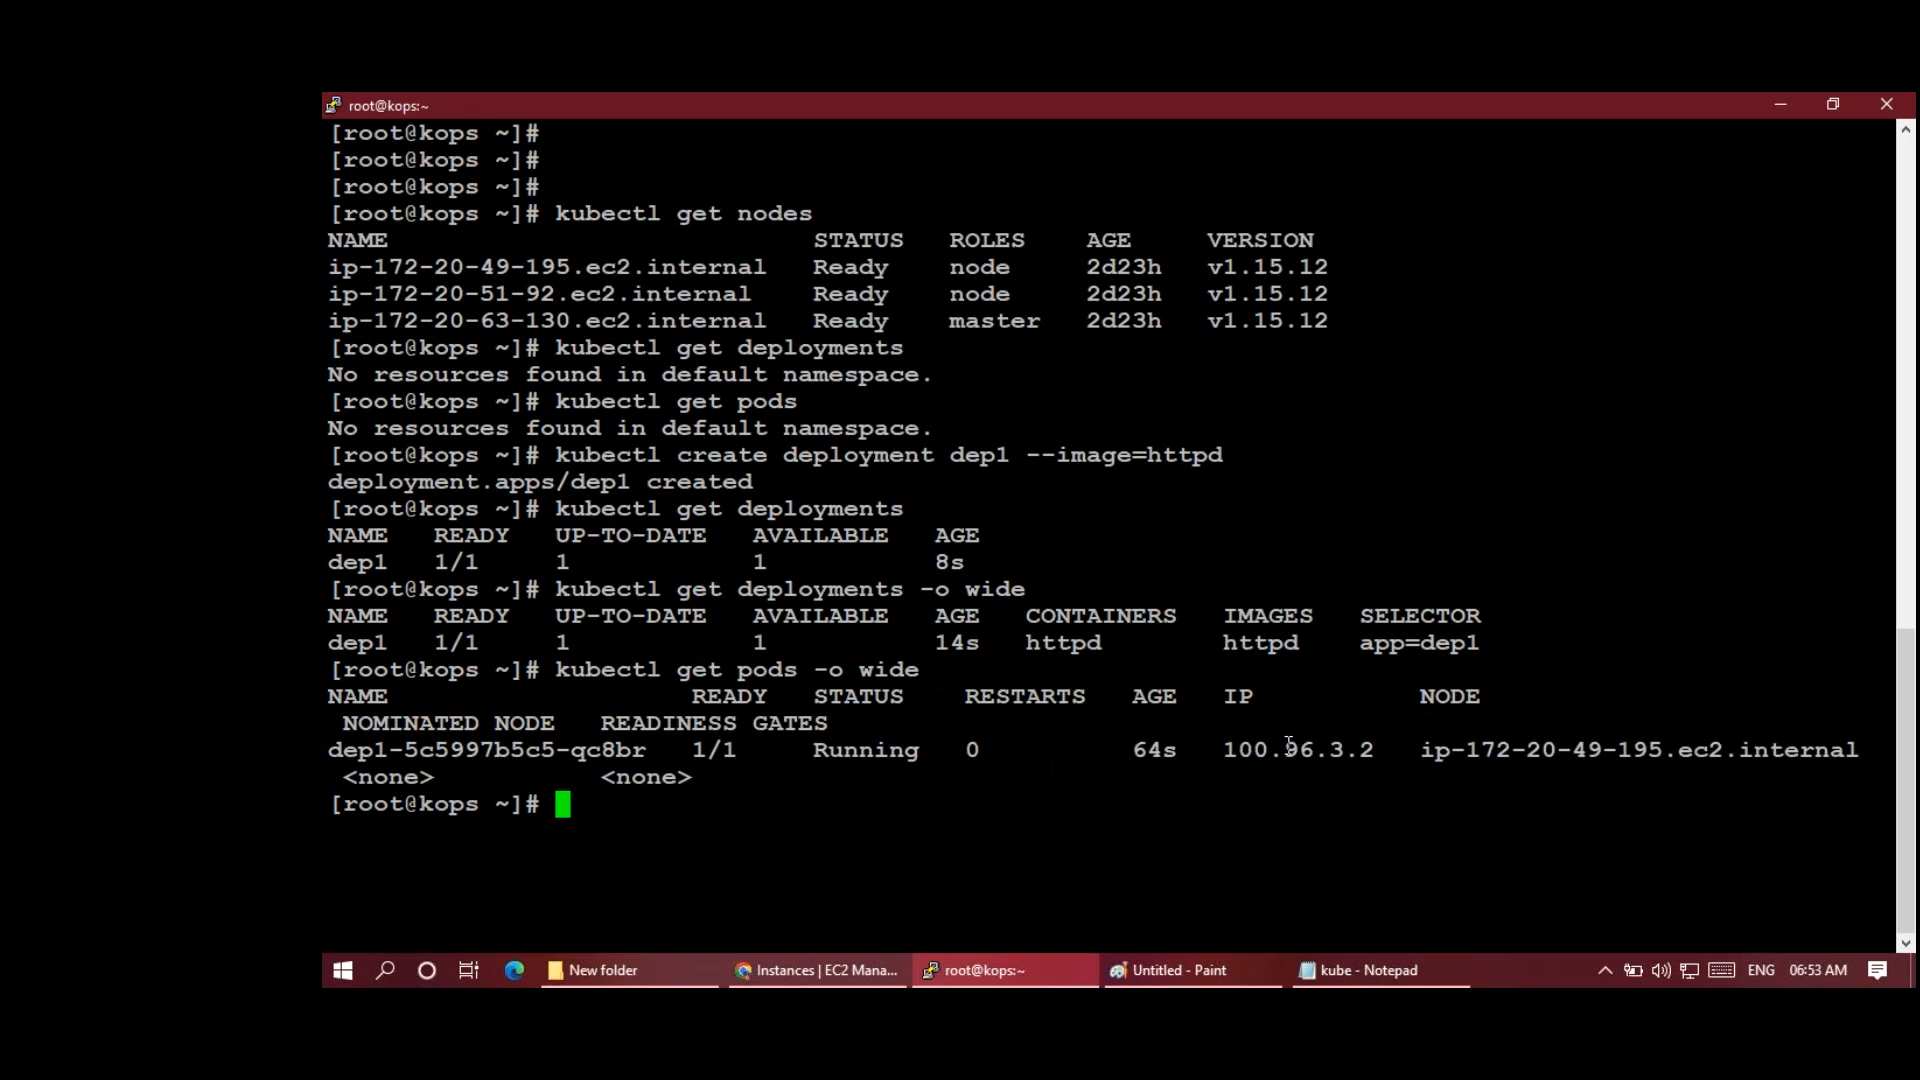 root@kops:~
[root@kops ~]#
[root@kops ~]#
[root@kops ~]#
[root@kops ~]# kubectl get nodes
NAME STATUS ROLES AGE VERSION
ip-172-20-49-195.ec2.internal Ready node 2d23h v1.15.12
ip-172-20-51-92.ec2.internal Ready node 2d23h v1.15.12
ip-172-20-63-130.ec2.internal Ready master 2d23h v1.15.12
[root@kops ~]# kubectl get deployments
No resources found in default namespace.
[root@kops ~]# kubectl get pods
No resources found in default namespace.
[root@kops ~]# kubectl create deployment dep1 --image=httpd
deployment.apps/dep1 created
[root@kops ~]# kubectl get deployments
NAME READY UP-TO-DATE AVAILABLE AGE
dep1 1/1 1 1 8s
[root@kops ~]# kubectl get deployments -o wide
NAME READY UP-TO-DATE AVAILABLE AGE CONTAINERS IMAGES SELECTOR
dep1 1/1 1 1 14s httpd httpd app=dep1
[root@kops ~]# kubectl get pods -o wide
NAME READY STATUS RESTARTS AGE IP NODE
NOMINATED NODE READINESS GATES
dep1-5c5997b5c5-qc8br 1/1 Running 0 64s 100.96.3.2 ip-172-20-49-195.ec2.internal
<none> <none>
[root@kops ~]#
New folder Instances | EC2 Mana... root@kops:~ Untitled - Paint kube - Notepad ENG 06:53 AM